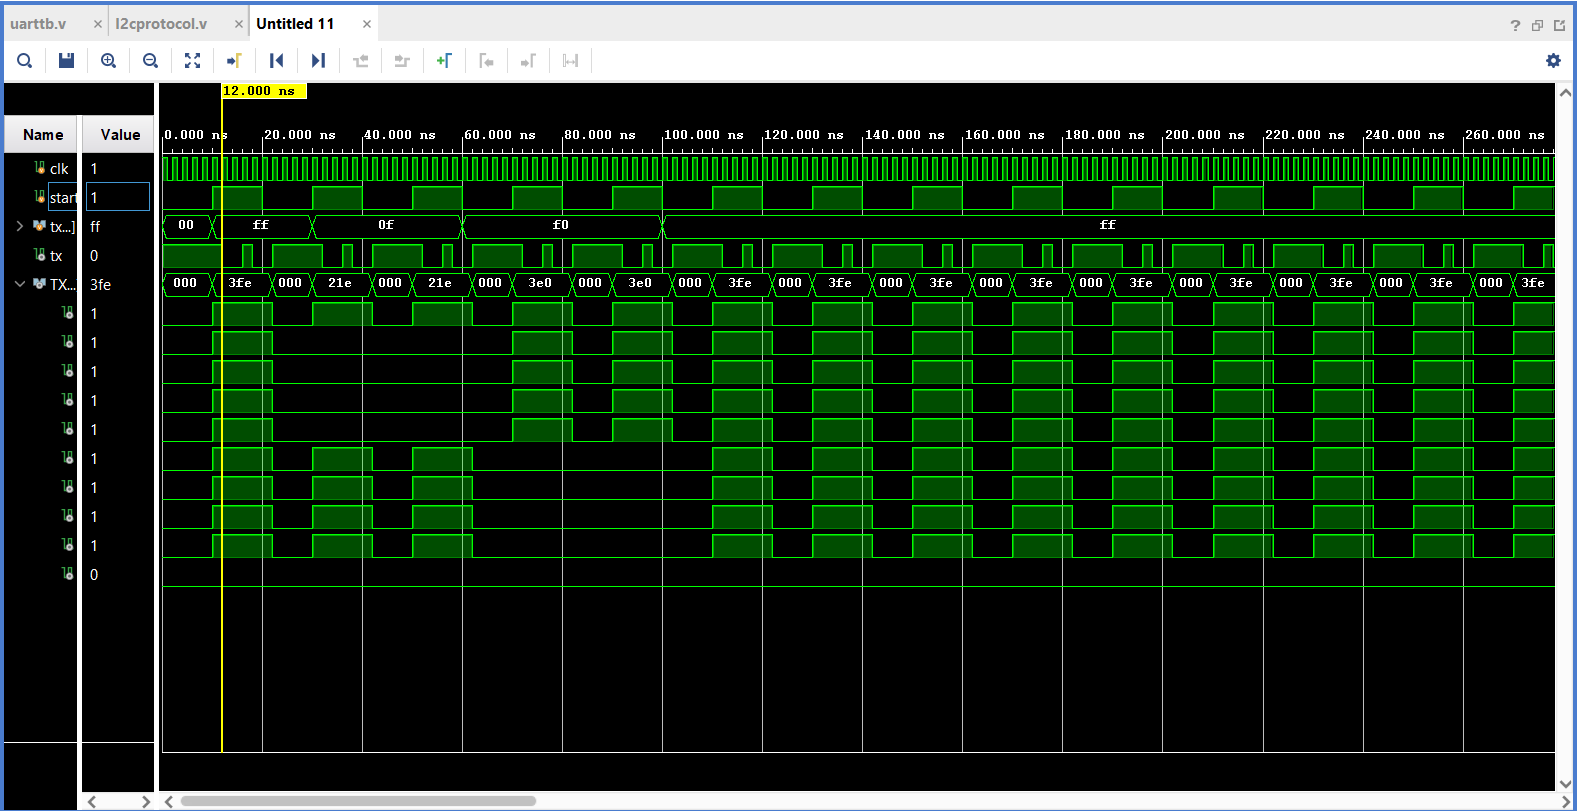 uarttb.v × I2cprotocol.v × Untitled 11 ×
12.000 ns
Name Value 0.000 ns 20.000 ns 40.000 ns 60.000 ns 80.000 ns 100.000 ns 120.000 ns 140.000 ns 160.000 ns 180.000 ns 200.000 ns 220.000 ns 240.000 ns 260.000 ns
clk 1
start 1
tx...] ff 00 ff 0f f0 ff
tx 0
TX... 3fe 000 3fe 000 21e 000 21e 000 3e0 000 3e0 000 3fe 000 3fe 000 3fe 000 3fe 000 3fe 000 3fe 000 3fe 000 3fe 000 3fe
1
1
1
1
1
1
1
1
1
0